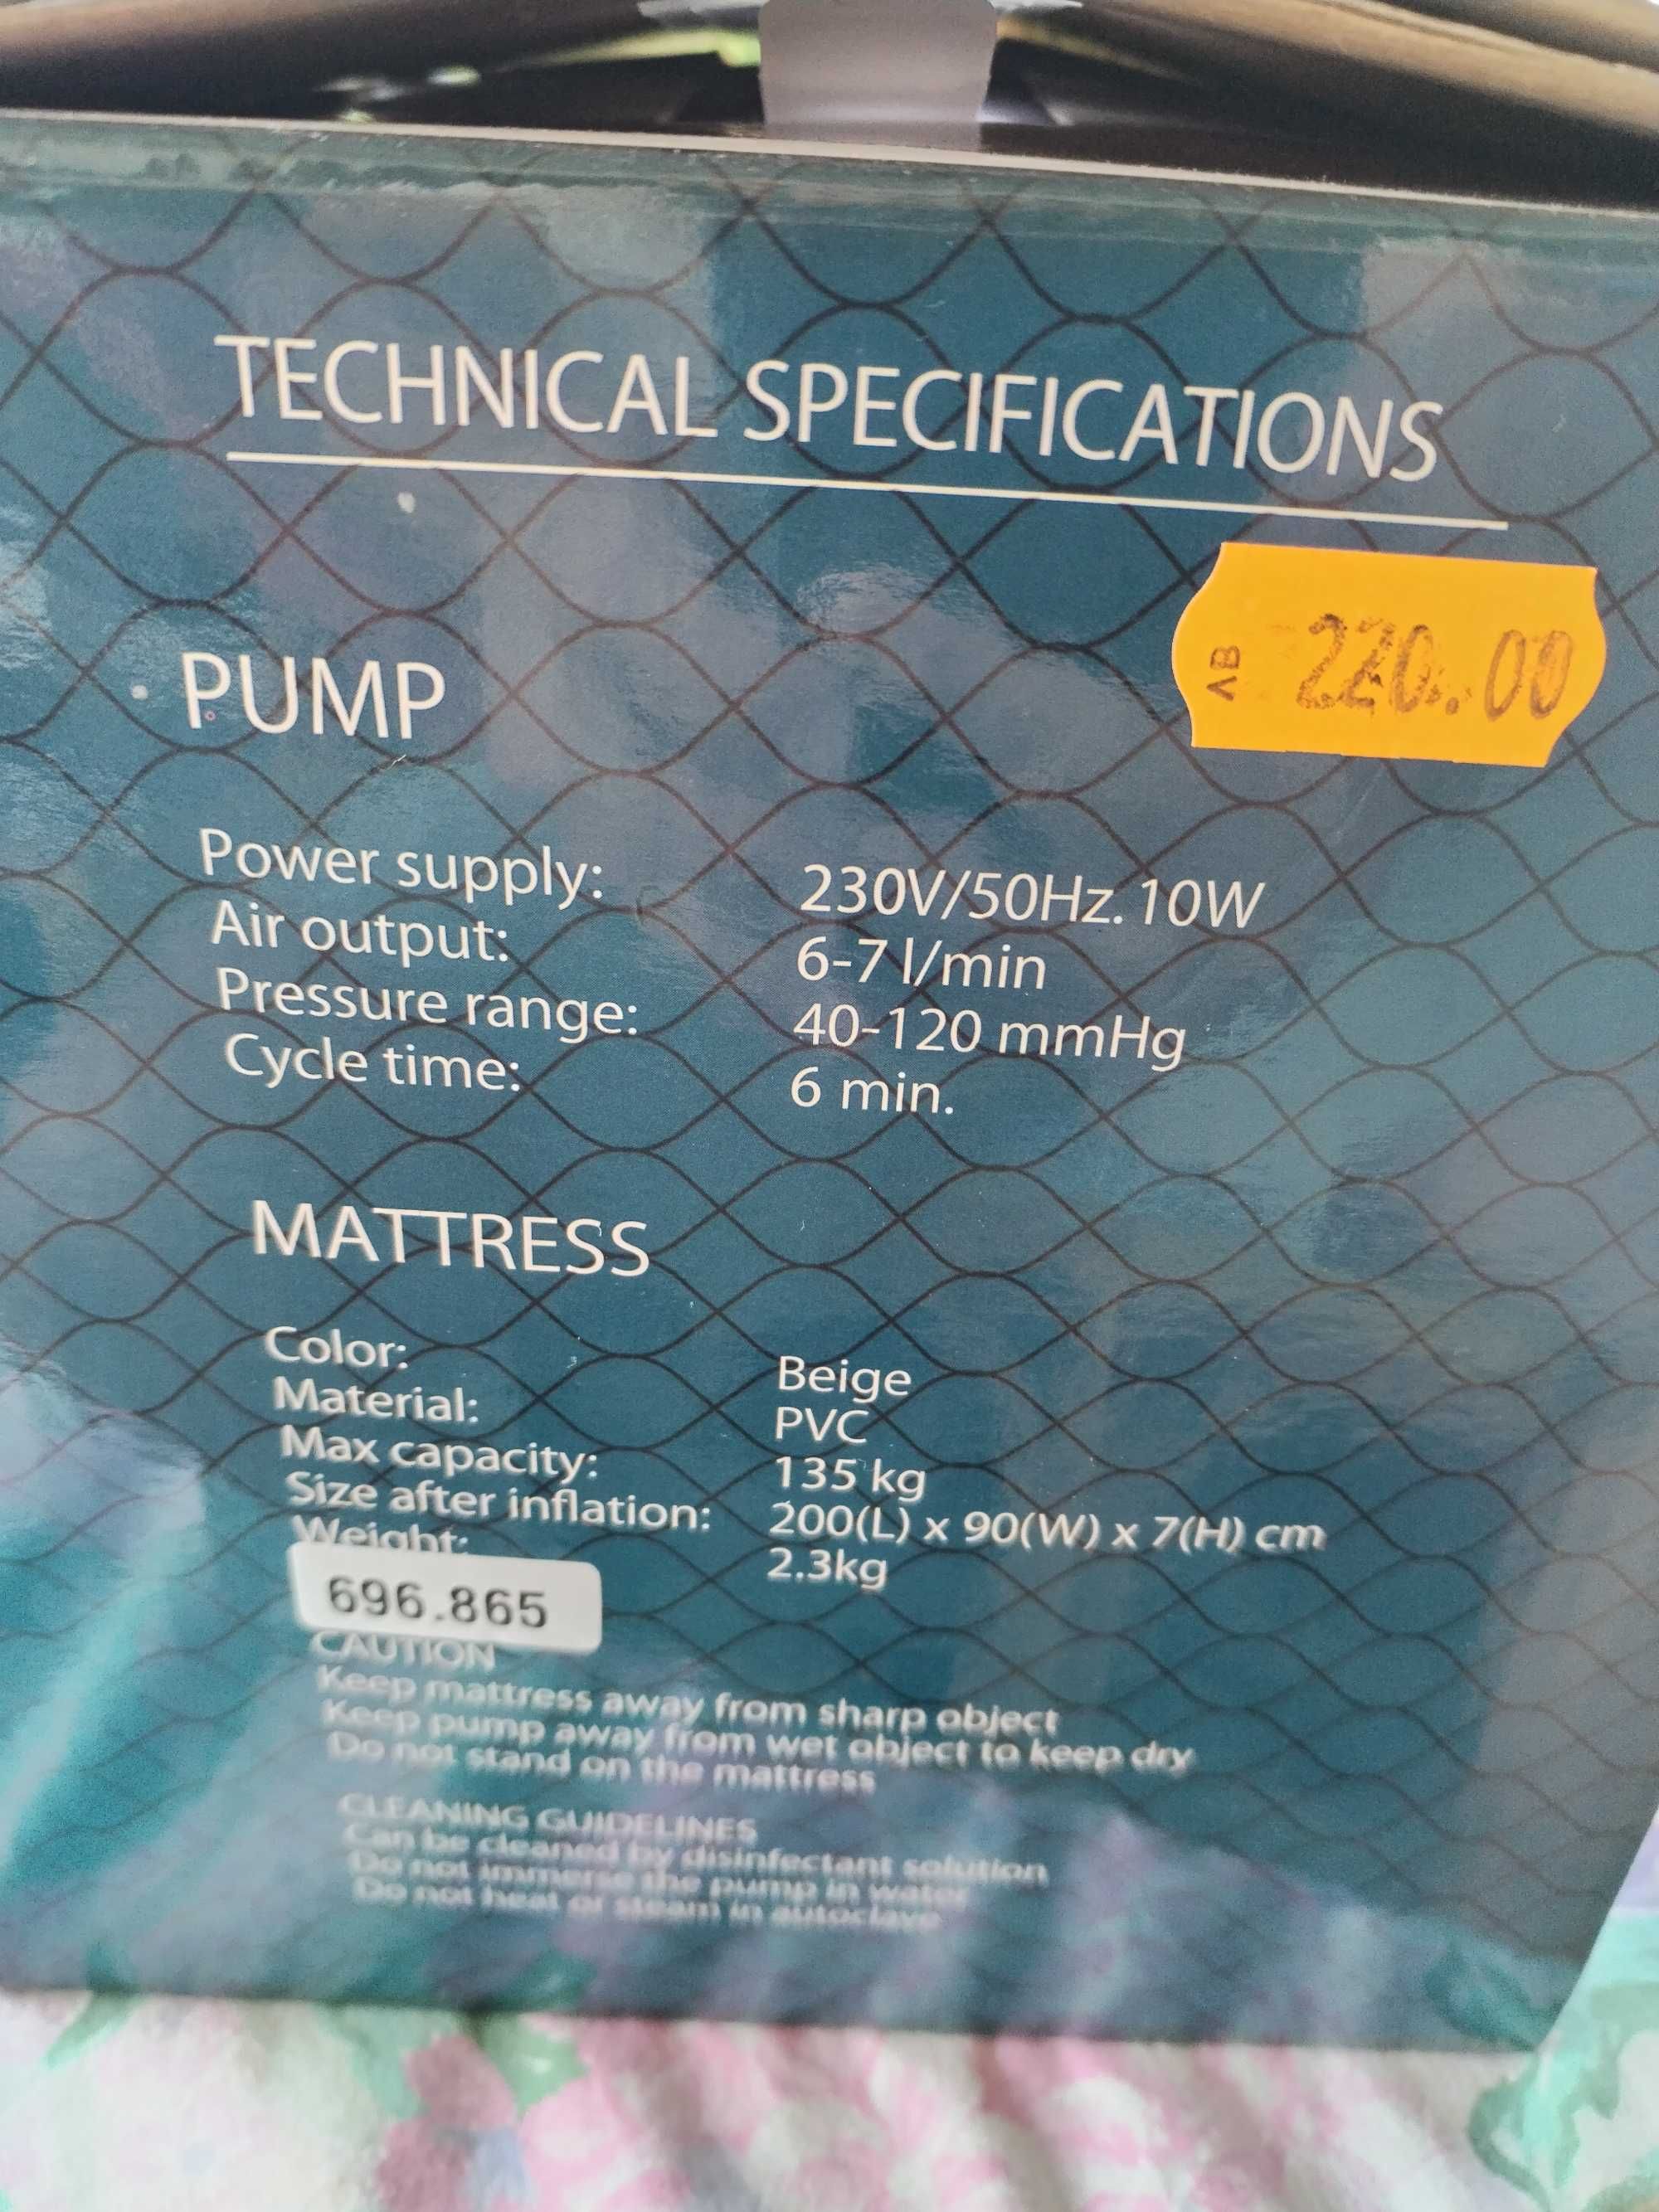 TECHNICAL SPECIFICATIONS
AB 220.00
PUMP
Power supply: 230V/50Hz. 10W
Air output: 6-7 l/min
Pressure range: 40-120 mmHg
Cycle time: 6 min.
MATTRESS
Color: Beige
Material: PVC
Max capacity: 135 kg
Size after inflation: 200(L) x 90(W) x 7(H) cm
Weight: 2.3kg
696.865
CAUTION
Keep mattress away from sharp object
Keep pump away from wet object to keep dry
Do not stand on the mattress
CLEANING GUIDELINES
Can be cleaned by disinfectant solution
Do not immerse the pump in water
Do not heat or steam in autoclave